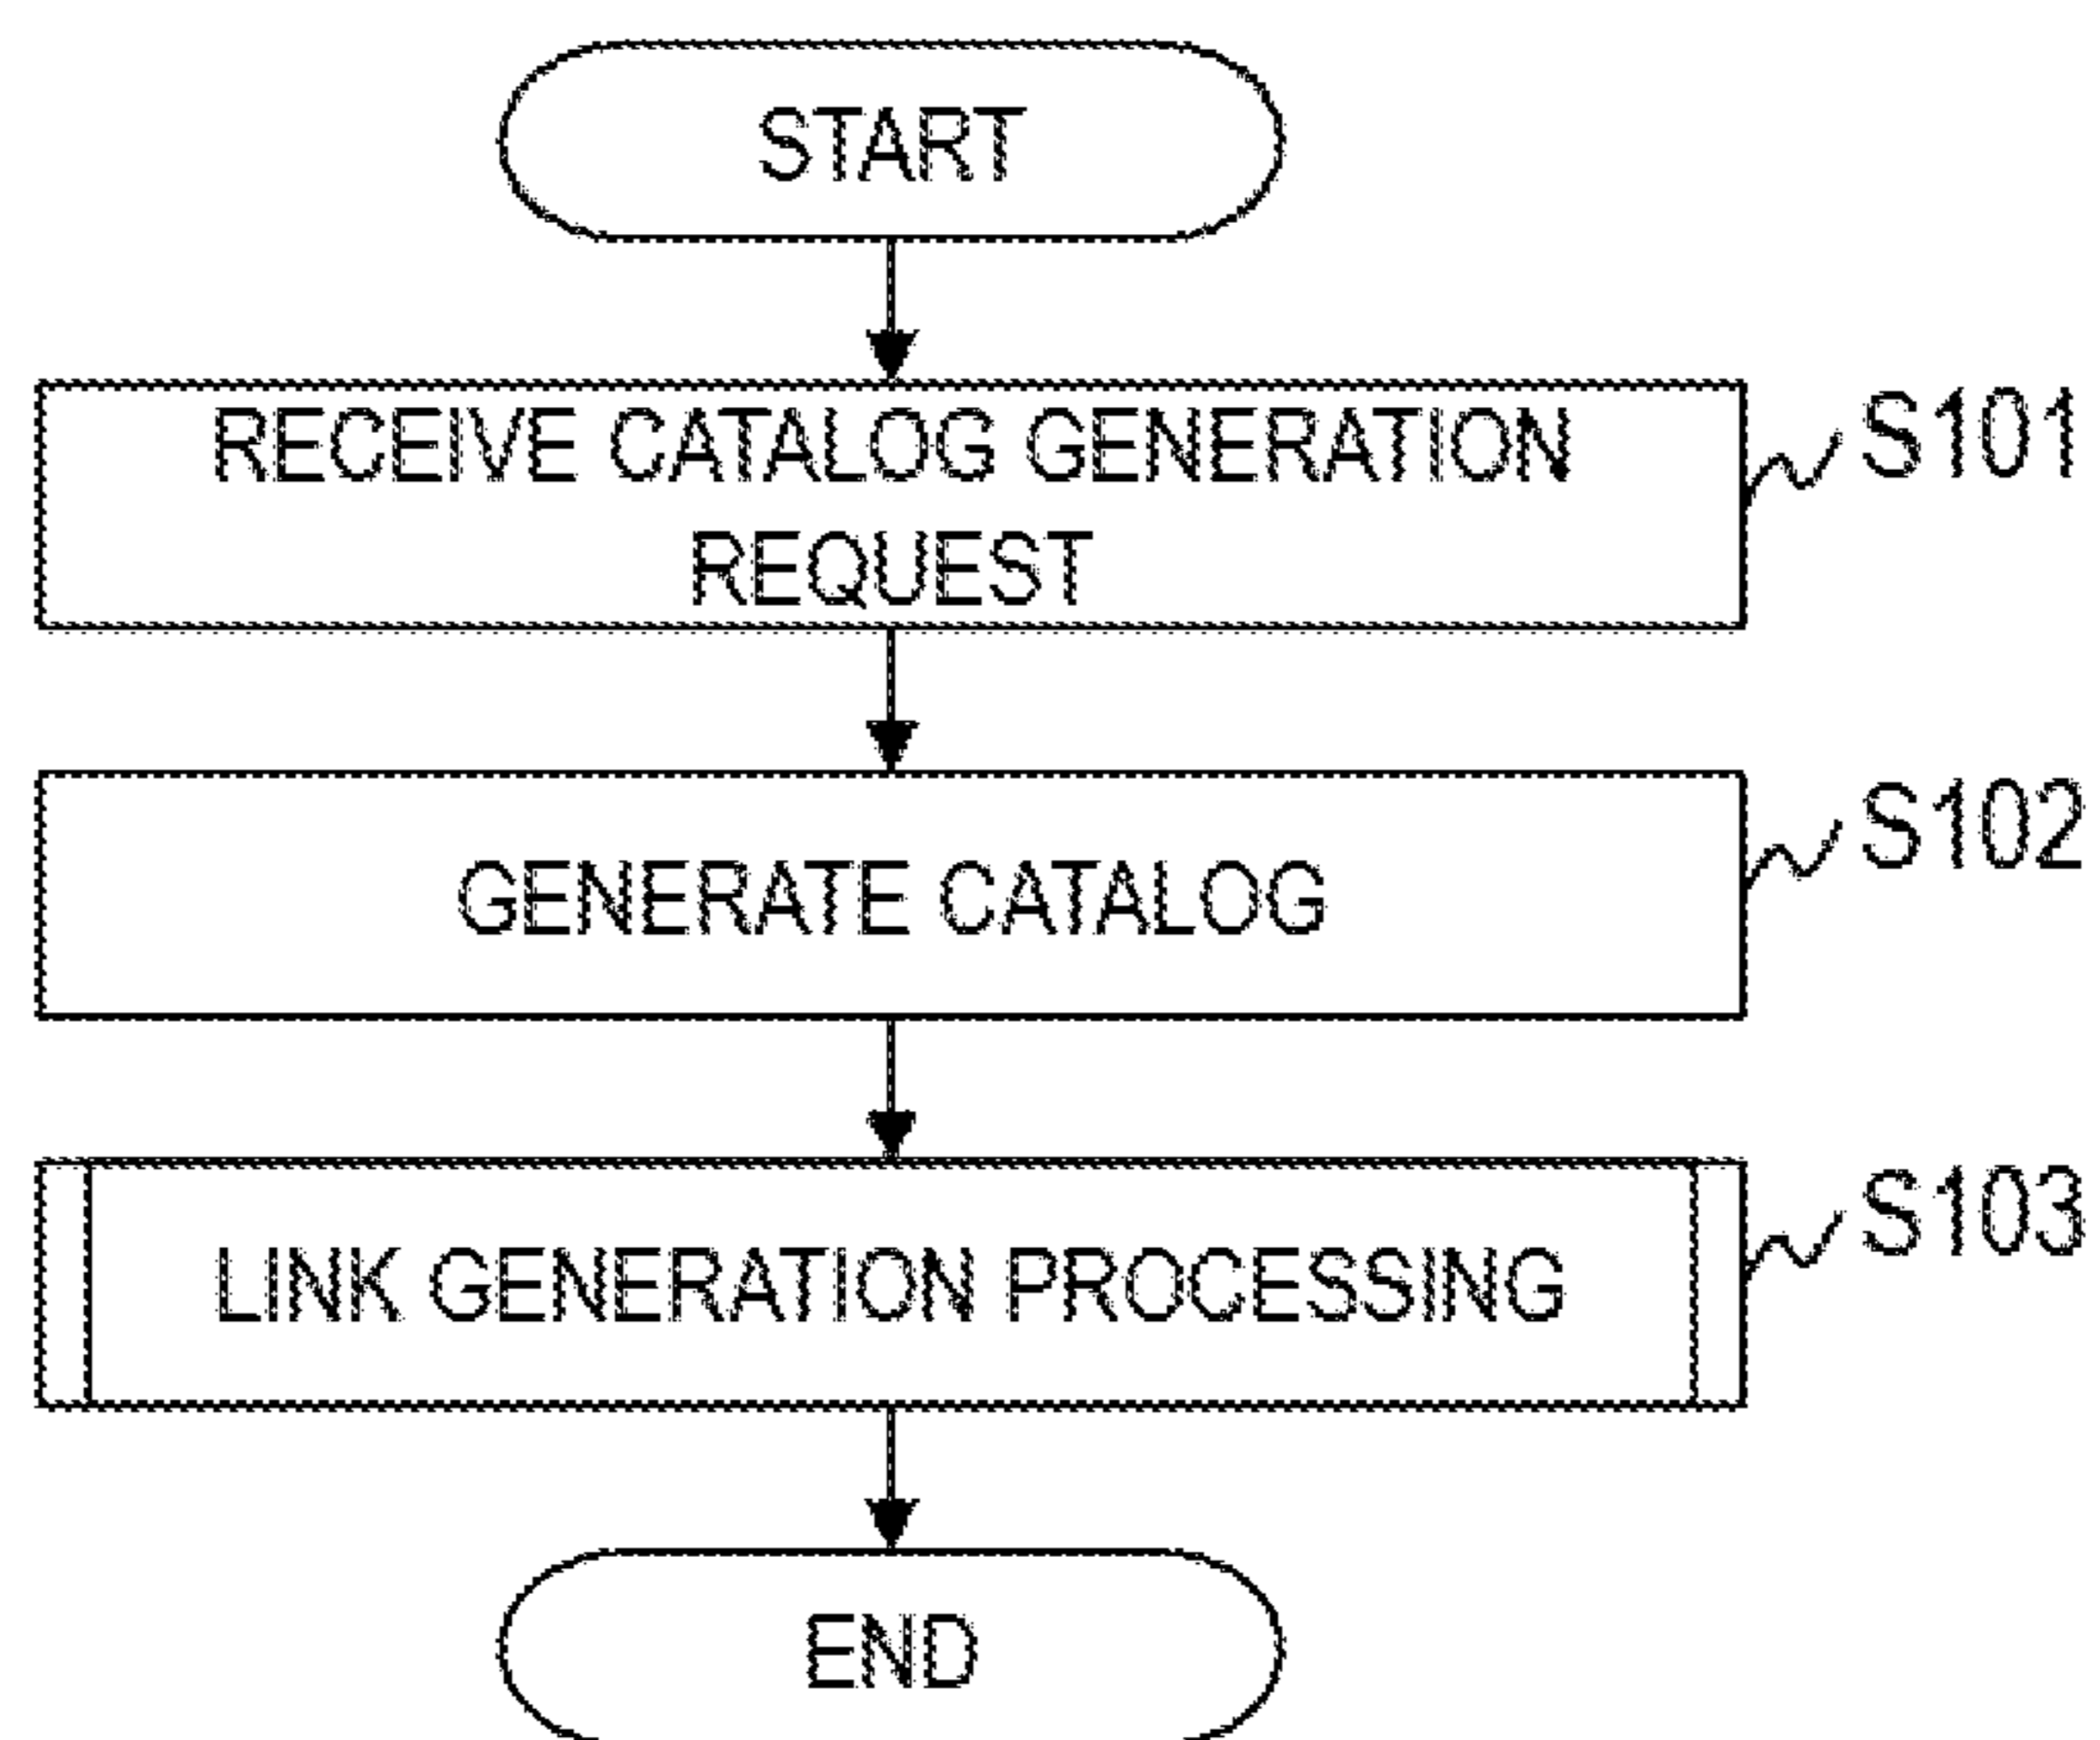 START
RECEIVE CATALOG GENERATION
REQUEST
S101
GENERATE CATALOG
S102
LINK GENERATION PROCESSING
S103
END